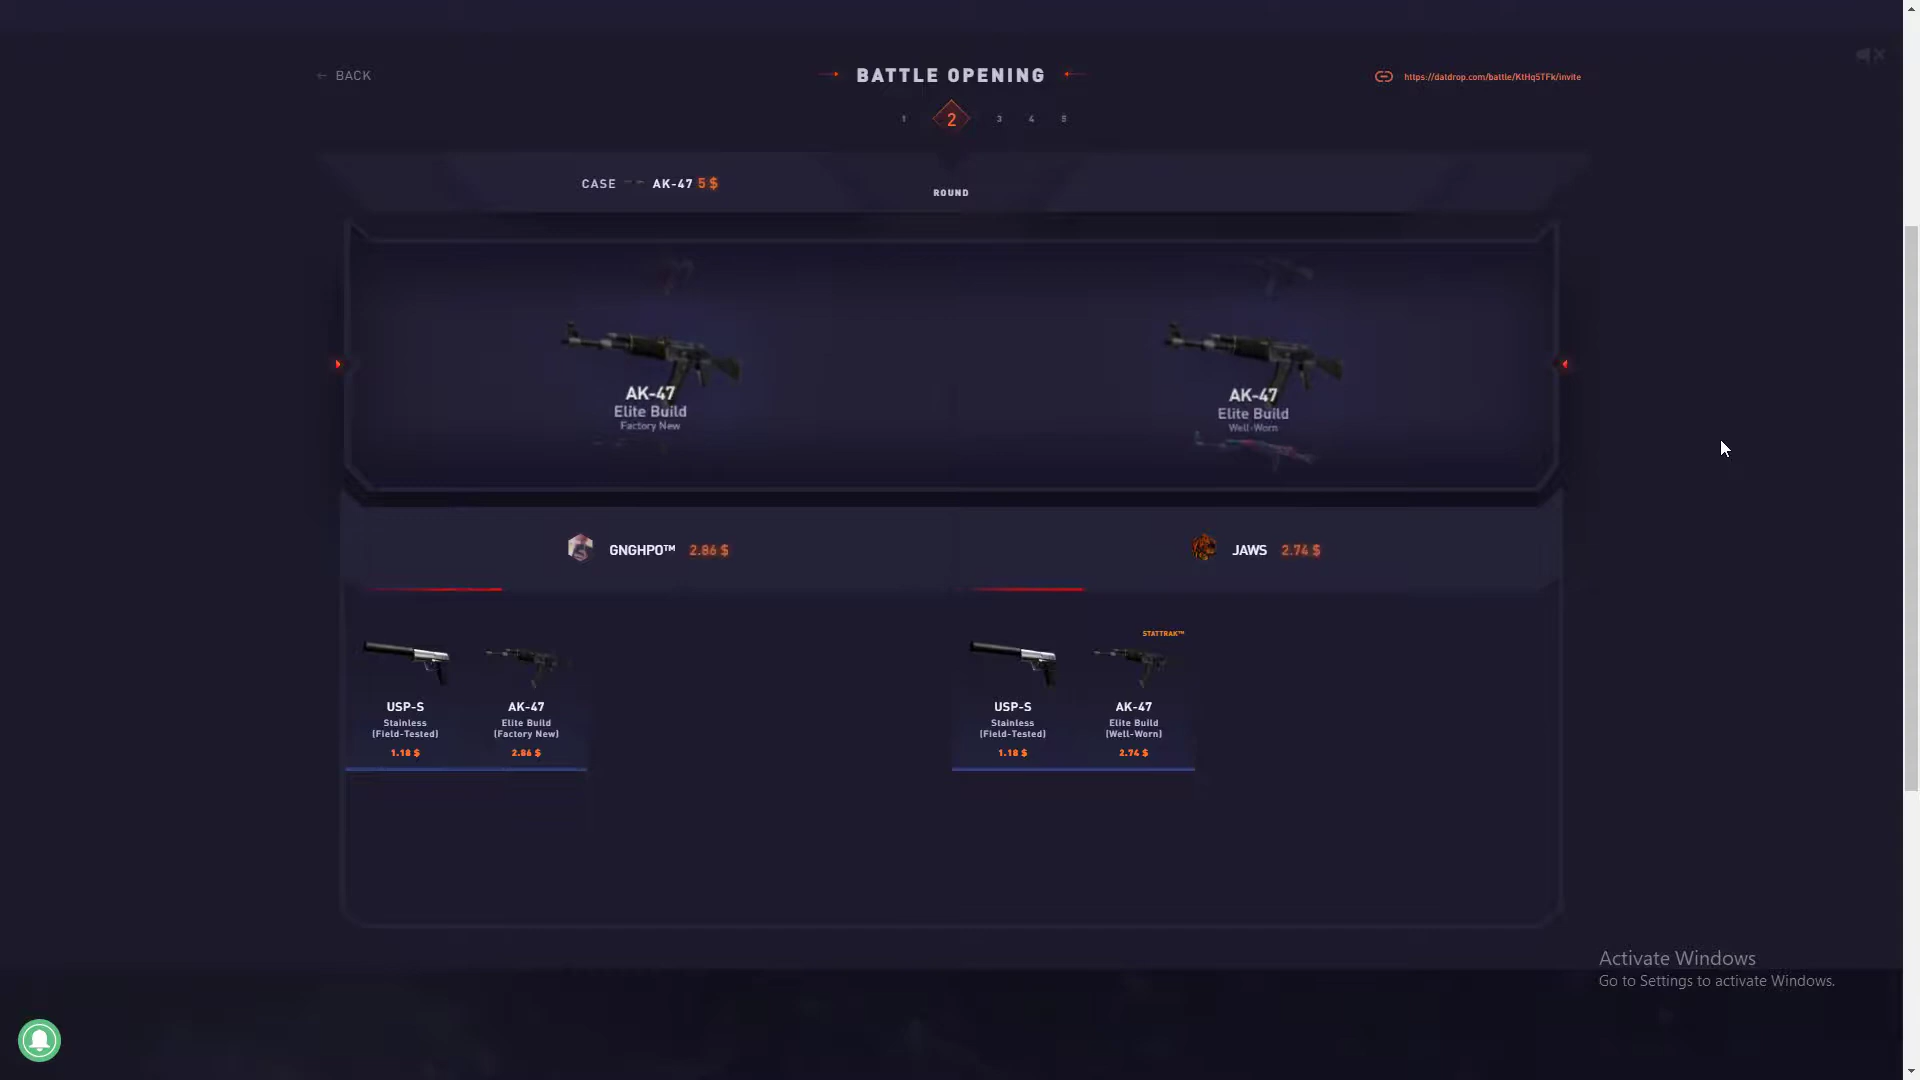 ← BACK
BATTLE OPENING
https://datdrop.com/battle/KtHqSTFk/invite
1 2 3 4 5
CASE AK-47 5 $
ROUND
AK-47
Elite Build
Factory New
AK-47
Elite Build
Well-Worn
GNGHPO™ 2.86 $
JAWS 2.74 $
USP-S
Stainless
(Field-Tested)
1.18 $
AK-47
Elite Build
(Factory New)
2.86 $
USP-S
Stainless
(Field-Tested)
1.18 $
STATTRAK™
AK-47
Elite Build
(Well-Worn)
2.74 $
Activate Windows
Go to Settings to activate Windows.